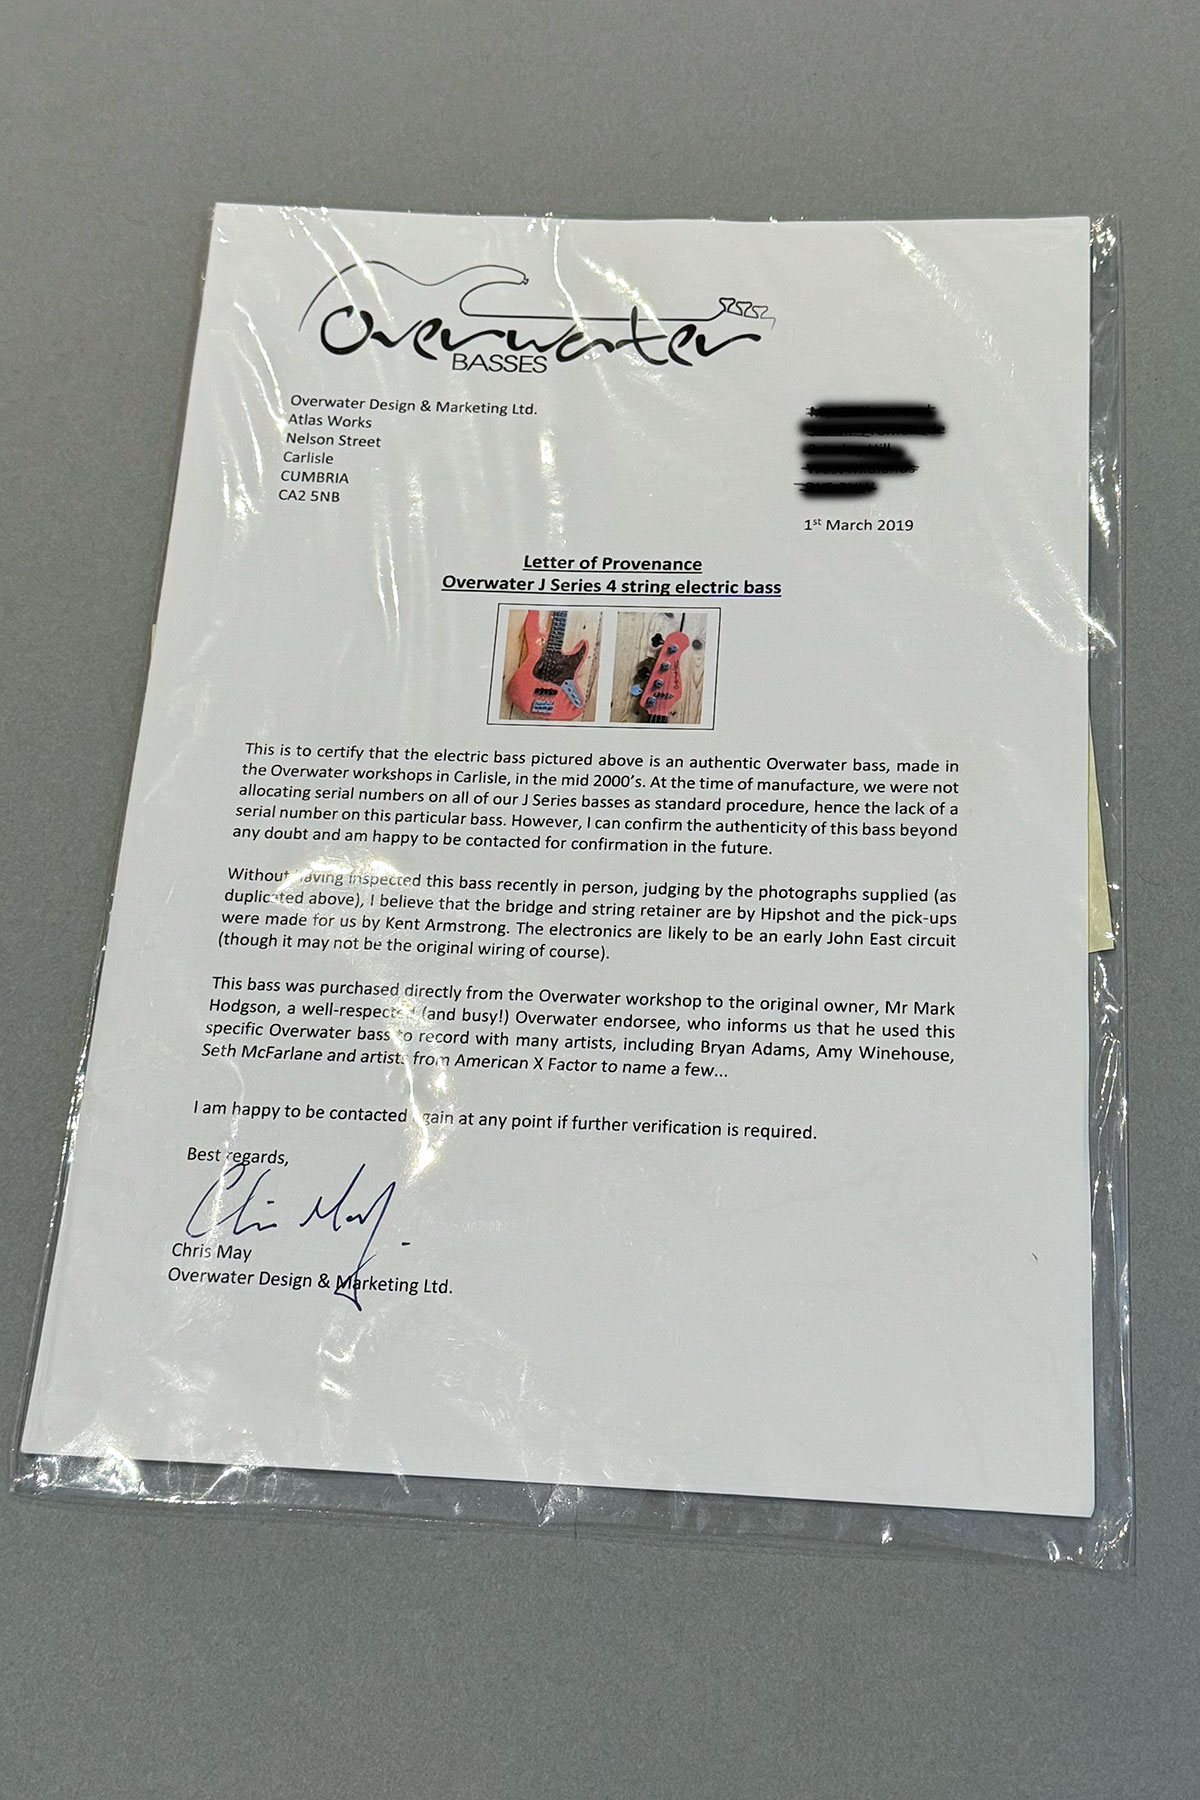 Overwater
BASSES
Overwater Design & Marketing Ltd.
Atlas Works
Nelson Street
Carlisle
CUMBRIA
CA2 5NB
1st March 2019
Letter of Provenance
Overwater J Series 4 string electric bass
This is to certify that the electric bass pictured above is an authentic Overwater bass, made in
the Overwater workshops in Carlisle, in the mid 2000's. At the time of manufacture, we were not
allocating serial numbers on all of our J Series basses as standard procedure, hence the lack of a
serial number on this particular bass. However, I can confirm the authenticity of this bass beyond
any doubt and am happy to be contacted for confirmation in the future.
Without having inspected this bass recently in person, judging by the photographs supplied (as
duplicated above), I believe that the bridge and string retainer are by Hipshot and the pick-ups
were made for us by Kent Armstrong. The electronics are likely to be an early John East circuit
(though it may not be the original wiring of course).
This bass was purchased directly from the Overwater workshop to the original owner, Mr Mark
Hodgson, a well-respected (and busy!) Overwater endorsee, who informs us that he used this
specific Overwater bass to record with many artists, including Bryan Adams, Amy Winehouse,
Seth McFarlane and artists from American X Factor to name a few...
I am happy to be contacted again at any point if further verification is required.
Best regards,
Chris May
Chris May
Overwater Design & Marketing Ltd.